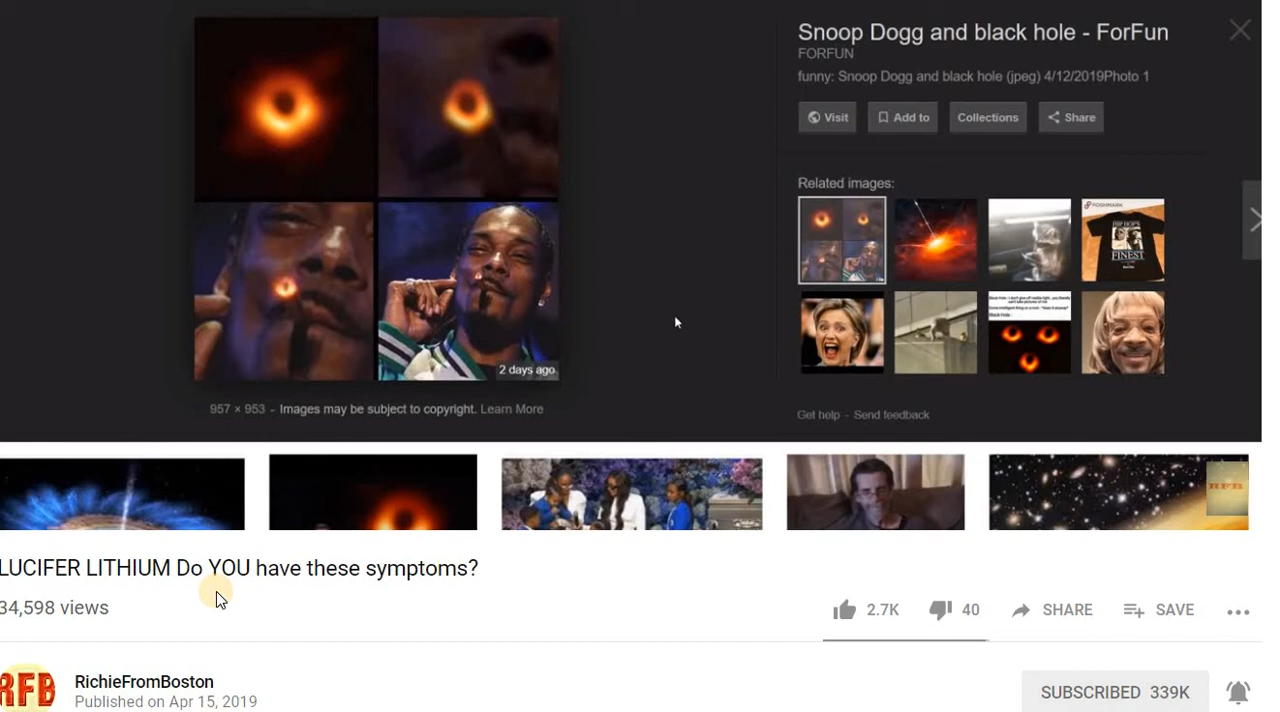 Snoop Dogg and black hole - ForFun
FORFUN
funny: Snoop Dogg and black hole (jpeg) 4/12/2019Photo 1
Visit
Add to
Collections
Share
Related images:
POSHMARK
FINEST
2 days ago
957 × 953 - Images may be subject to copyright. Learn More
Get help - Send feedback
RFB
LUCIFER LITHIUM Do YOU have these symptoms?
34,598 views
2.7K
40
SHARE
SAVE
RFB
RichieFromBoston
Published on Apr 15, 2019
SUBSCRIBED 339K